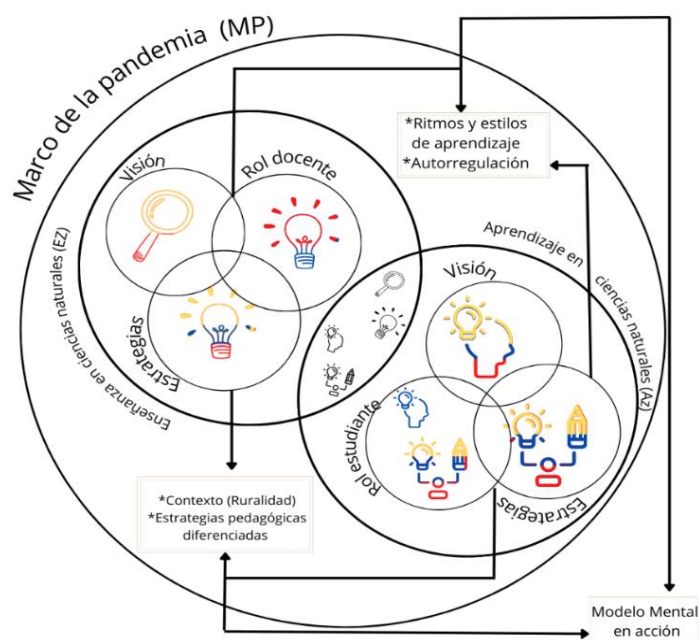 Marco de la pandemia (MP)
*Ritmos y estilos
de aprendizaje
*Autorregulación
Visión
Rol docente
Estrategias
Enseñanza en ciencias naturales (EZ)
Aprendizaje en
ciencias naturales (Az)
Visión
Rol estudiante
Estrategias
*Contexto (Ruralidad)
*Estrategias pedagógicas
diferenciadas
Modelo Mental
en acción